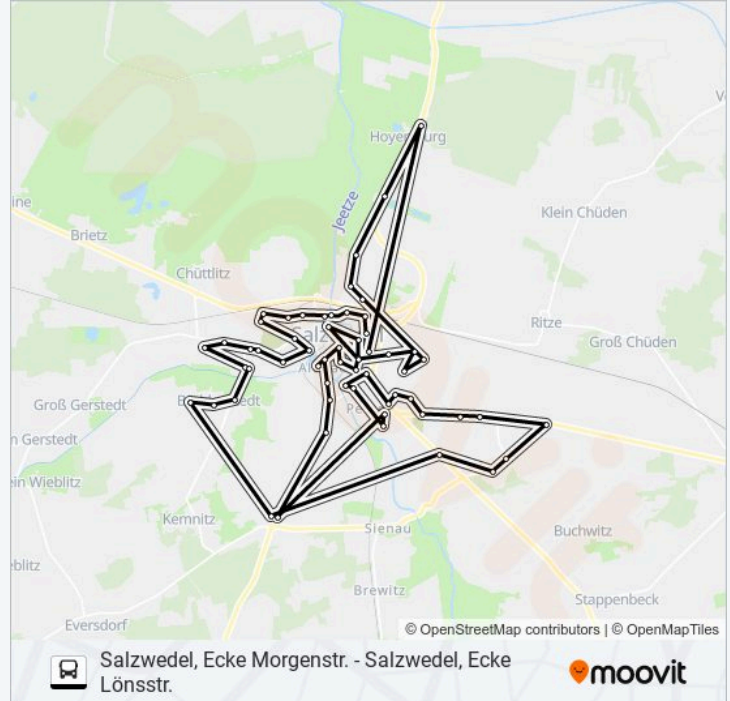 Hoyersburg
Jeetze
Klein Chüden
Brietz
Chüttlitz
Ritze
Groß Chüden
Groß Gerstedt
Gerstedt
ein Wieblitz
Kemnitz
Sienau
Buchwitz
Brewitz
Stappenbeck
Eversdorf
© OpenStreetMap contributors | © OpenMapTiles
Salzwedel, Ecke Morgenstr. - Salzwedel, Ecke
Lönsstr.
moovit